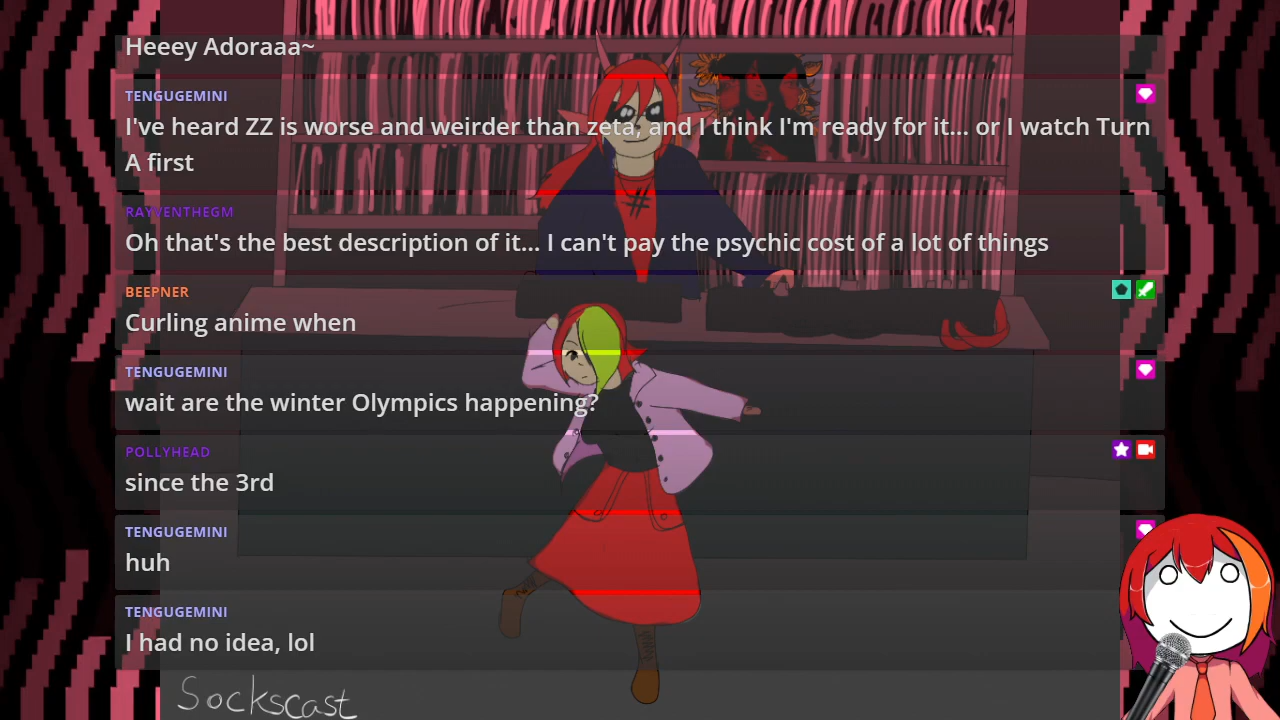 Heeey Adoraaa~
TENGUGEMINI
I've heard ZZ is worse and weirder than zeta, and I think I'm ready for it... or I watch Turn
A first
RAYVENTHEGM
Oh that's the best description of it... I can't pay the psychic cost of a lot of things
BEEPNER
Curling anime when
TENGUGEMINI
wait are the winter Olympics happening?
POLLYHEAD
since the 3rd
TENGUGEMINI
huh
TENGUGEMINI
I had no idea, lol
Sockscast
#